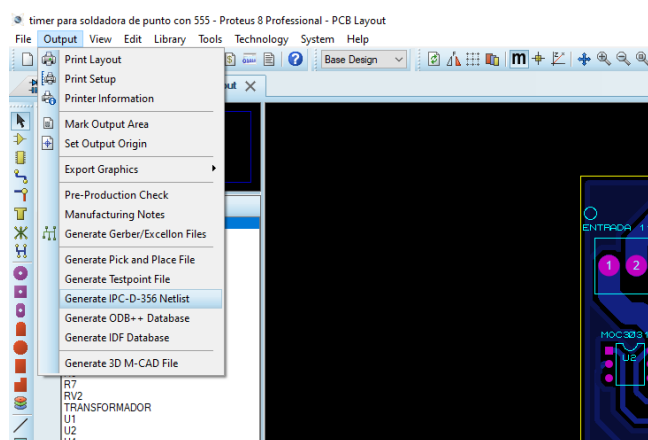 timer para soldadora de punto con 555 - Proteus 8 Professional - PCB Layout
File Output View Edit Library Tools Technology System Help
Base Design
Print Layout
Print Setup
Printer Information
Mark Output Area
Set Output Origin
Export Graphics
Pre-Production Check
Manufacturing Notes
Generate Gerber/Excellon Files
Generate Pick and Place File
Generate Testpoint File
Generate IPC-D-356 Netlist
Generate ODB++ Database
Generate IDF Database
Generate 3D M-CAD File
R7
RV2
TRANSFORMADOR
U1
U2
ENTRADA 1
1 2
MOC3031
U2